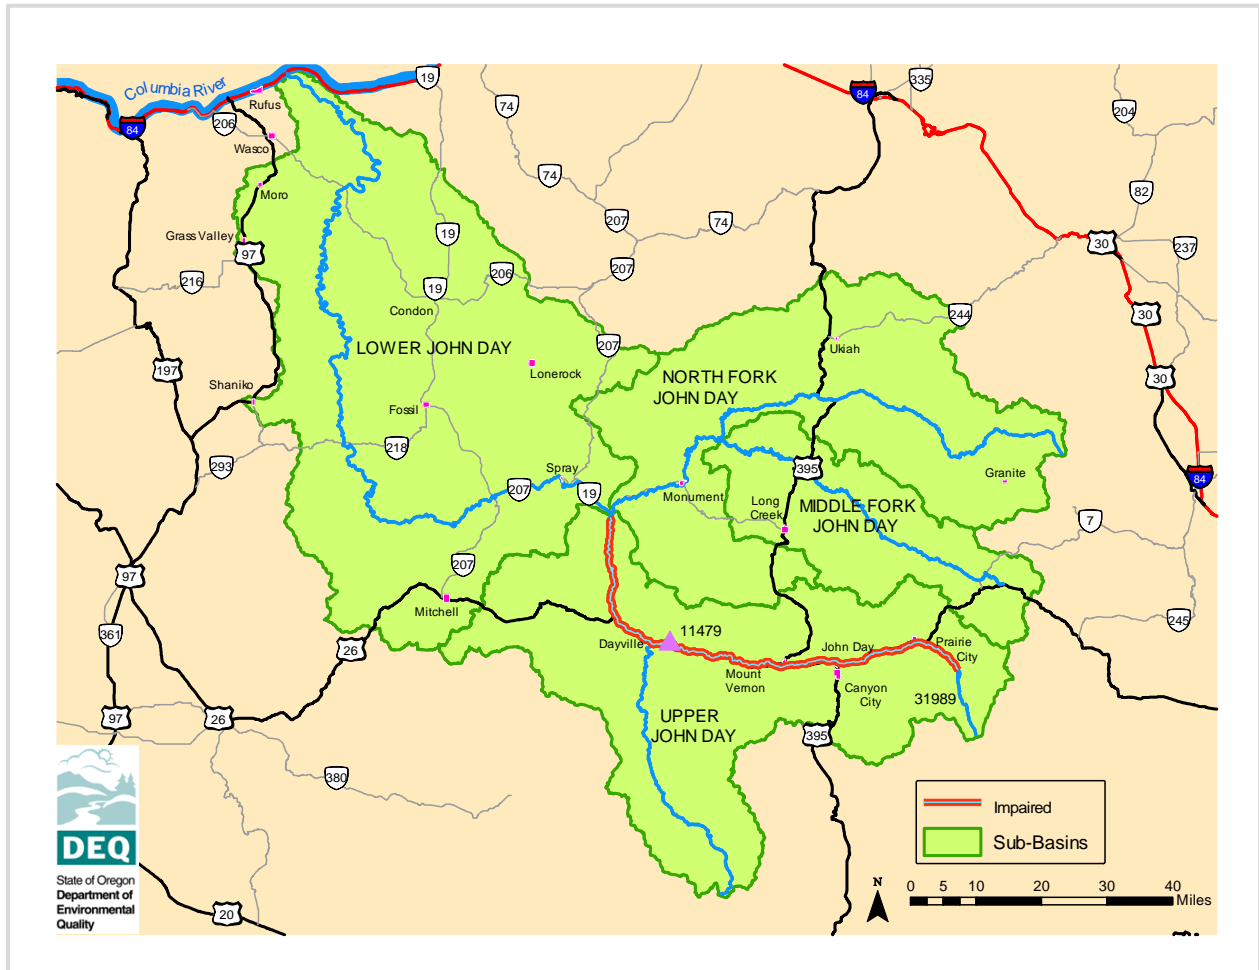 Columbia River
19
84
335
84
74
204
Rufus
206
Wasco
74
82
Moro
207
74
19
Grass Valley
30
237
97
207
206
216
19
Condon
244
30
207
LOWER JOHN DAY
Ukiah
197
Lonerock
NORTH FORK
JOHN DAY
30
Shaniko
Fossil
218
293
Spray
395
Granite
84
207
19
Monument
Long
Creek
MIDDLE FORK
JOHN DAY
7
207
97
Mitchell
245
361
11479
26
Dayville
John Day
Prairie
City
Mount
Vernon
Canyon
City
31989
97
26
UPPER
JOHN DAY
395
380
Impaired
Sub-Basins
DEQ
State of Oregon
Department of
Environmental
Quality
20
N
0 5 10 20 30 40
Miles